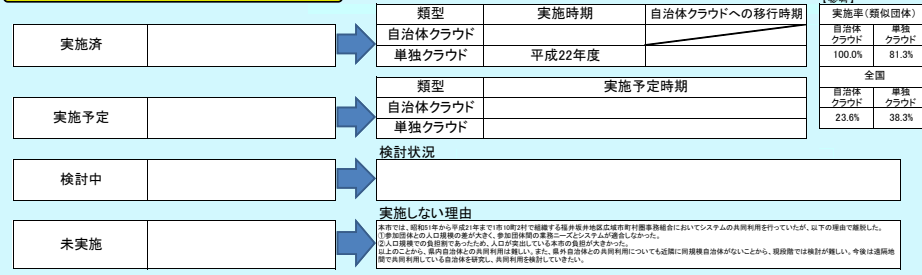 類型 実施時期 自治体クラウドへの移行時期
実施済
自治体クラウド
単独クラウド 平成22年度
実施率(類似団体)
自治体クラウド 単独クラウド
100.0% 81.3%
全国
自治体クラウド 単独クラウド
23.6% 38.3%
類型 実施予定時期
実施予定
自治体クラウド
単独クラウド
検討状況
検討中
実施しない理由
未実施
本市では、昭和51年から平成21年まで1市10町2村で組織する福井坂井地区広域市町村圏事務組合においてシステムの共同利用を行っていたが、以下の理由で離脱した。
①参加団体との人口規模の差が大きく、参加団体間の業務ニーズとシステムが適合しなかった。
②人口規模での負担割であったため、人口が突出している本市の負担が大きかった。
以上のことから、県内自治体との共同利用は難しい。また、県外自治体との共同利用についても近隣に同規模自治体がないことから、現段階では検討が難しい。今後は遠隔地
間で共同利用している自治体を研究し、共同利用を検討していきたい。